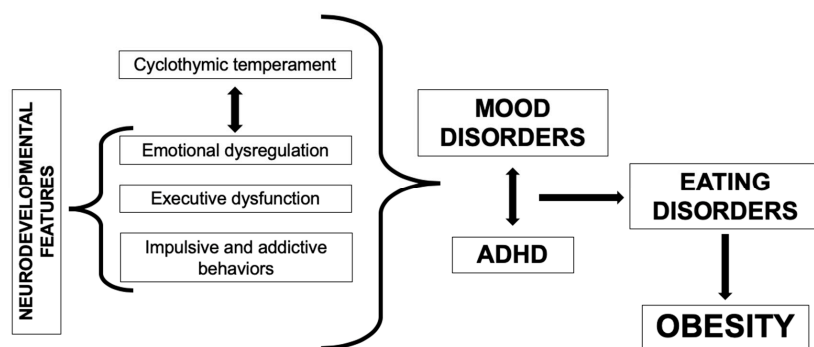 NEURODEVELOPMENTAL
FEATURES
Cyclothymic temperament
Emotional dysregulation
Executive dysfunction
Impulsive and addictive
behaviors
MOOD
DISORDERS
ADHD
EATING
DISORDERS
OBESITY